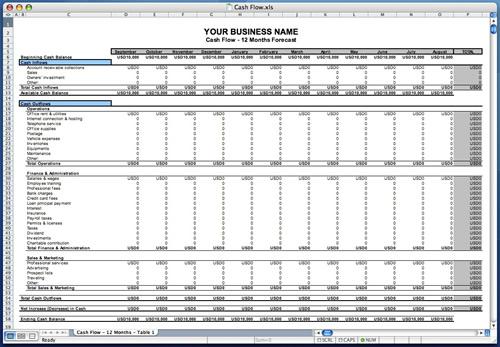 Cash Flow.xls
YOUR BUSINESS NAME
Cash Flow - 12 Months Forecast
September October November December January February March April May June July August TOTAL
Beginning Cash Balance USD10,000 USD10,000 USD10,000 USD10,000 USD10,000 USD10,000 USD10,000 USD10,000 USD10,000 USD10,000 USD10,000 USD10,000
Cash Inflows
Account receivable collections USD0 USD0 USD0 USD0 USD0 USD0 USD0 USD0 USD0 USD0 USD0 USD0 USD0
Sales 0 0 0 0 0 0 0 0 0 0 0 0 0
Owners' investment 0 0 0 0 0 0 0 0 0 0 0 0 0
Other: 0 0 0 0 0 0 0 0 0 0 0 0 0
Total Cash Inflows USD0 USD0 USD0 USD0 USD0 USD0 USD0 USD0 USD0 USD0 USD0 USD0 USD0
Available Cash Balance USD10,000 USD10,000 USD10,000 USD10,000 USD10,000 USD10,000 USD10,000 USD10,000 USD10,000 USD10,000 USD10,000 USD10,000
Cash Outflows
Operations
Office rent & utilities USD0 USD0 USD0 USD0 USD0 USD0 USD0 USD0 USD0 USD0 USD0 USD0 USD0
Internet connection & hosting 0 0 0 0 0 0 0 0 0 0 0 0 0
Telephone service 0 0 0 0 0 0 0 0 0 0 0 0 0
Office supplies 0 0 0 0 0 0 0 0 0 0 0 0 0
Postage 0 0 0 0 0 0 0 0 0 0 0 0 0
Vehicle expenses 0 0 0 0 0 0 0 0 0 0 0 0 0
Inventories 0 0 0 0 0 0 0 0 0 0 0 0 0
Equipments 0 0 0 0 0 0 0 0 0 0 0 0 0
Maintenance 0 0 0 0 0 0 0 0 0 0 0 0 0
Other: 0 0 0 0 0 0 0 0 0 0 0 0 0
Total Operations USD0 USD0 USD0 USD0 USD0 USD0 USD0 USD0 USD0 USD0 USD0 USD0 USD0
Finance & Administration
Salaries & wages USD0 USD0 USD0 USD0 USD0 USD0 USD0 USD0 USD0 USD0 USD0 USD0 USD0
Employee training 0 0 0 0 0 0 0 0 0 0 0 0 0
Professional fees 0 0 0 0 0 0 0 0 0 0 0 0 0
Bank charges 0 0 0 0 0 0 0 0 0 0 0 0 0
Credit card fees 0 0 0 0 0 0 0 0 0 0 0 0 0
Loan principal payment 0 0 0 0 0 0 0 0 0 0 0 0 0
Interest 0 0 0 0 0 0 0 0 0 0 0 0 0
Insurance 0 0 0 0 0 0 0 0 0 0 0 0 0
Payroll taxes 0 0 0 0 0 0 0 0 0 0 0 0 0
Permits & licenses 0 0 0 0 0 0 0 0 0 0 0 0 0
Taxes 0 0 0 0 0 0 0 0 0 0 0 0 0
Dividend 0 0 0 0 0 0 0 0 0 0 0 0 0
Investments 0 0 0 0 0 0 0 0 0 0 0 0 0
Charitable contribution 0 0 0 0 0 0 0 0 0 0 0 0 0
Total Finance & Administration USD0 USD0 USD0 USD0 USD0 USD0 USD0 USD0 USD0 USD0 USD0 USD0 USD0
Sales & Marketing
Professional services USD0 USD0 USD0 USD0 USD0 USD0 USD0 USD0 USD0 USD0 USD0 USD0 USD0
Advertising 0 0 0 0 0 0 0 0 0 0 0 0 0
Prospect lists 0 0 0 0 0 0 0 0 0 0 0 0 0
Traveling 0 0 0 0 0 0 0 0 0 0 0 0 0
Other: 0 0 0 0 0 0 0 0 0 0 0 0 0
Total Sales & Marketing USD0 USD0 USD0 USD0 USD0 USD0 USD0 USD0 USD0 USD0 USD0 USD0 USD0
Total Cash Outflows USD0 USD0 USD0 USD0 USD0 USD0 USD0 USD0 USD0 USD0 USD0 USD0 USD0
Net Increase (Decrease) in Cash USD0 USD0 USD0 USD0 USD0 USD0 USD0 USD0 USD0 USD0 USD0 USD0 USD0
Ending Cash Balance USD10,000 USD10,000 USD10,000 USD10,000 USD10,000 USD10,000 USD10,000 USD10,000 USD10,000 USD10,000 USD10,000 USD10,000
Cash Flow - 12 Months - Table 1
Ready Sum=0 SCRL CAPS NUM